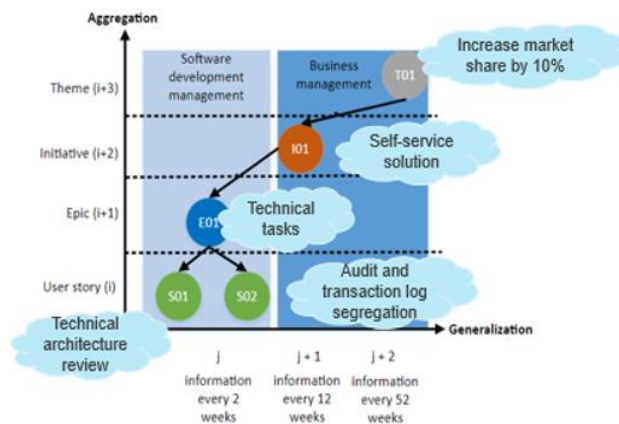 Aggregation
Software
development
management
Business
management
T01
Increase market
share by 10%
Theme (i+3)
Initiative (i+2)
I01
Self-service
solution
Epic (i+1)
E01
Technical
tasks
User story (i)
S01
S02
Audit and
transaction log
segregation
Technical
architecture
review
Generalization
j
j + 1
j + 2
information
every 2
weeks
information
every 12
weeks
information
every 52
weeks